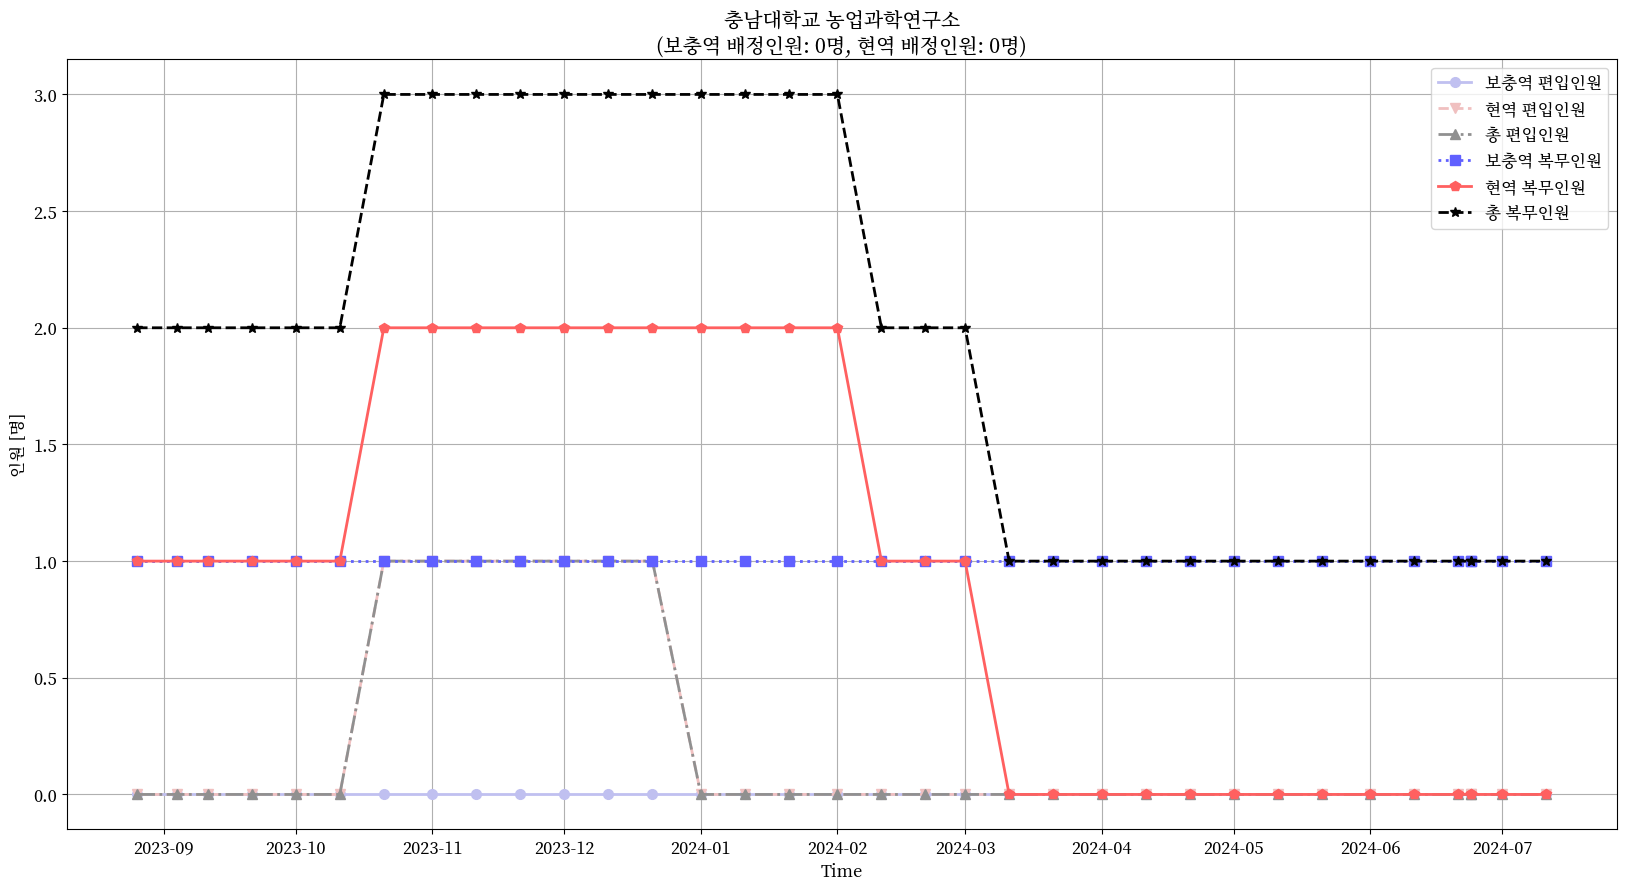 충남대학교 농업과학연구소
(보충역 배정인원: 0명, 현역 배정인원: 0명)
보충역 편입인원
현역 편입인원
총 편입인원
보충역 복무인원
현역 복무인원
총 복무인원
인원 [명]
3.0
2.5
2.0
1.5
1.0
0.5
0.0
2023-09
2023-10
2023-11
2023-12
2024-01
2024-02
2024-03
2024-04
2024-05
2024-06
2024-07
Time